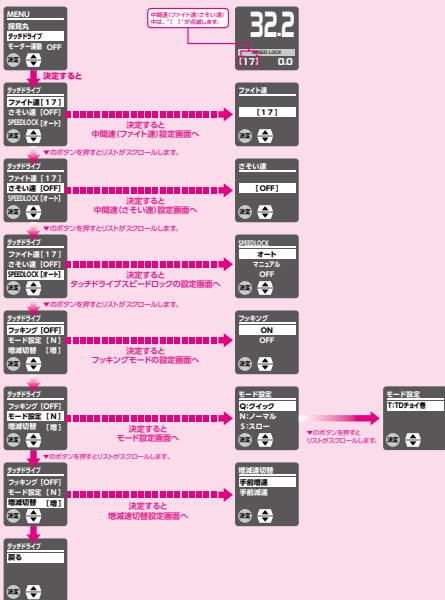 MENU
探見丸
タッチドライブ
モーター連動 OFF
決定
決定すると
中間速(ファイト速/さそい速)
中は、"[ ]"が点滅します。
32.2
SPEED LOCK
[17] 0.0
タッチドライブ
ファイト速[17]
さそい速 [OFF]
SPEEDLOCK [オート]
決定
決定すると
中間速(ファイト速)設定画面へ
ファイト速
[17]
決定
▼のボタンを押すとリストがスクロールします。
タッチドライブ
ファイト速[17]
さそい速 [OFF]
SPEEDLOCK [オート]
決定
決定すると
中間速(さそい速)設定画面へ
さそい速
[OFF]
決定
▼のボタンを押すとリストがスクロールします。
タッチドライブ
ファイト速[17]
さそい速 [OFF]
SPEEDLOCK [オート]
決定
決定すると
タッチドライブスピードロックの設定画面へ
SPEEDLOCK
オート
マニュアル
OFF
決定
▼のボタンを押すとリストがスクロールします。
タッチドライブ
フッキング [OFF]
モード設定 [N]
増減切替 [増]
決定
決定すると
フッキングモードの設定画面へ
フッキング
ON
OFF
決定
タッチドライブ
フッキング [OFF]
モード設定 [N]
増減切替 [増]
決定
決定すると
モード設定画面へ
モード設定
Q:クイック
N:ノーマル
S:スロー
決定
▼のボタンを押すと
リストがスクロールします。
モード設定
T:TDチョイ巻
決定
▼のボタンを押すとリストがスクロールします。
タッチドライブ
フッキング [OFF]
モード設定 [N]
増減切替 [増]
決定
決定すると
増減速切替設定画面へ
増減速切替
手前増速
手前減速
決定
タッチドライブ
戻る
決定